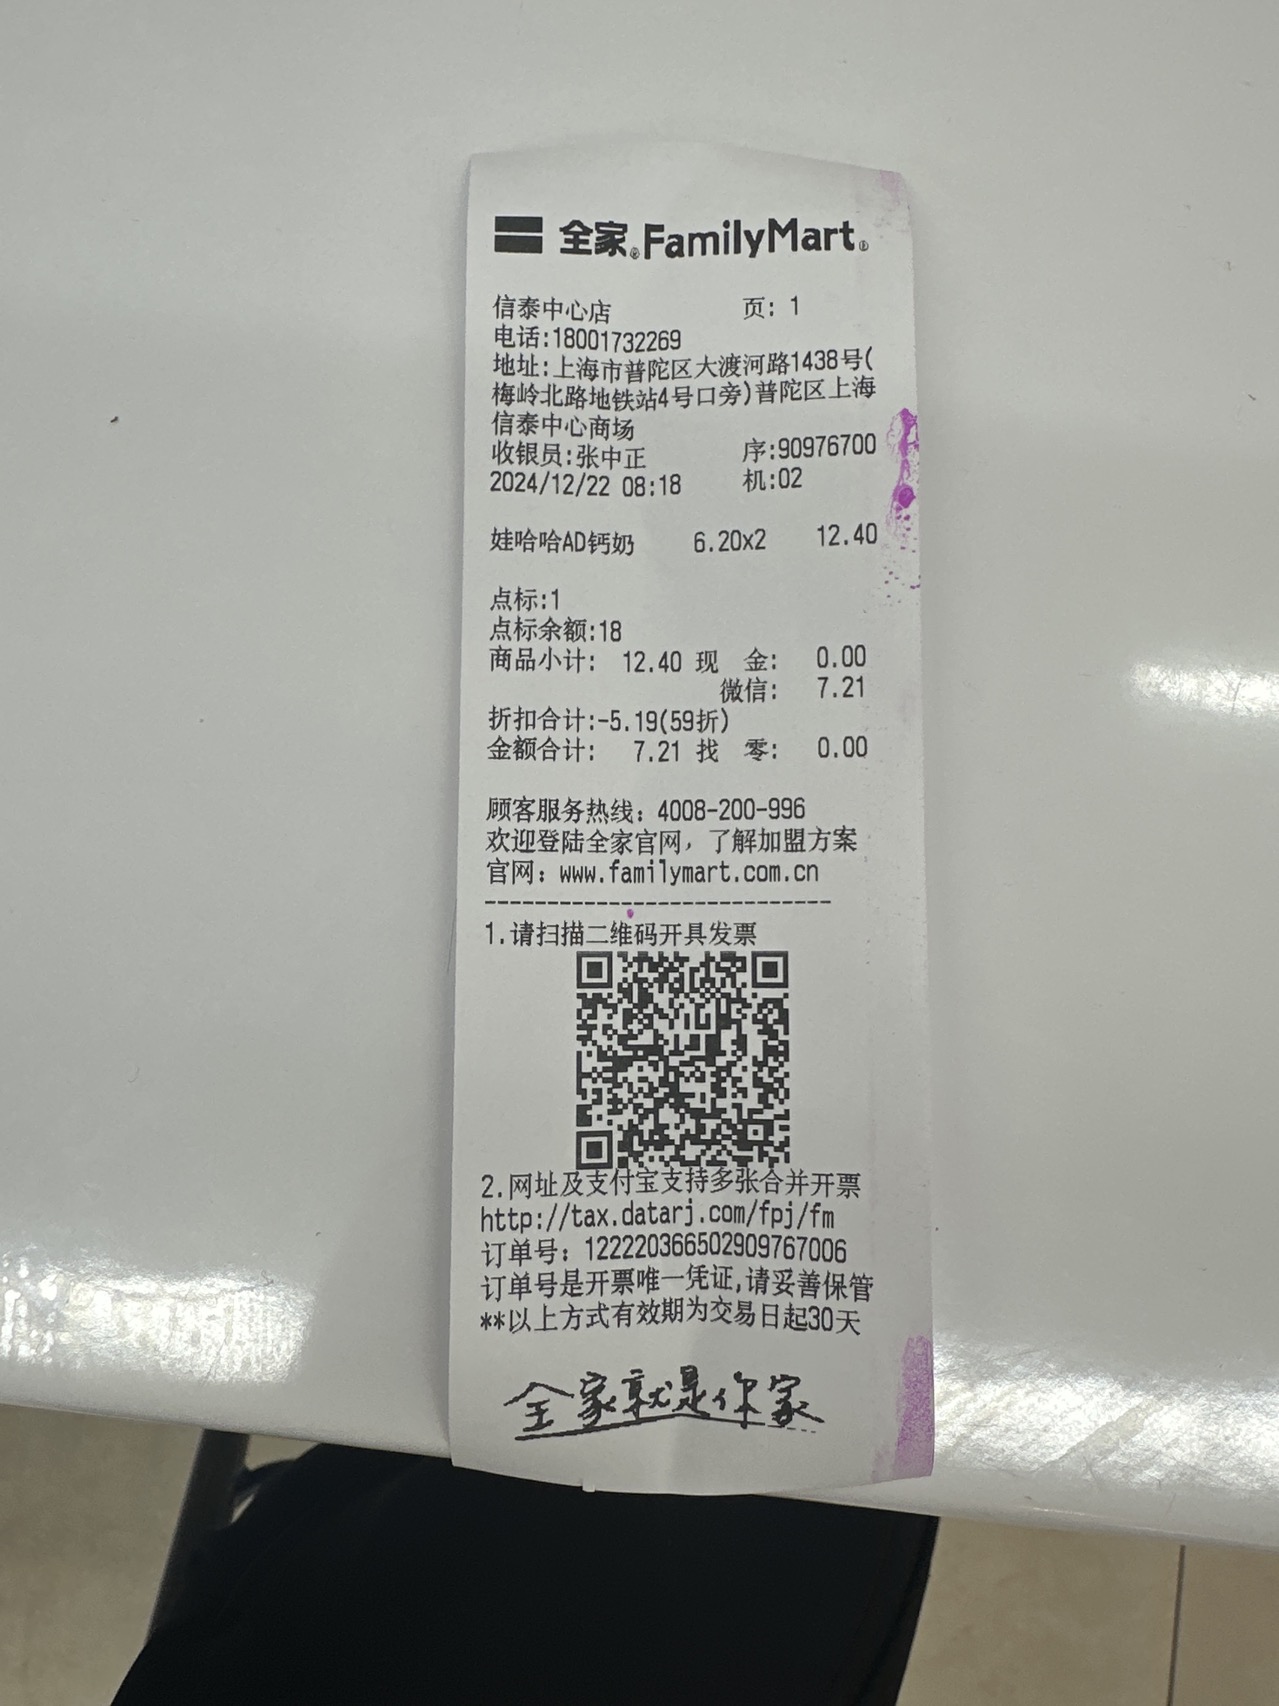 全家® FamilyMart®
信泰中心店 页: 1
电话:18001732269
地址:上海市普陀区大渡河路1438号(
梅岭北路地铁站4号口旁)普陀区上海
信泰中心商场
收银员:张中正 序:90976700
2024/12/22 08:18 机:02
娃哈哈AD钙奶 6.20x2 12.40
点标:1
点标余额:18
商品小计: 12.40 现 金: 0.00
微信: 7.21
折扣合计:-5.19(59折)
金额合计: 7.21 找 零: 0.00
顾客服务热线: 4008-200-996
欢迎登陆全家官网, 了解加盟方案
官网: www.familymart.com.cn
----------------------------
1.请扫描二维码开具发票
2.网址及支付宝支持多张合并开票
http://tax.datarj.com/fpj/fm
订单号: 122220366502909767006
订单号是开票唯一凭证,请妥善保管
**以上方式有效期为交易日起30天
全家就是你家